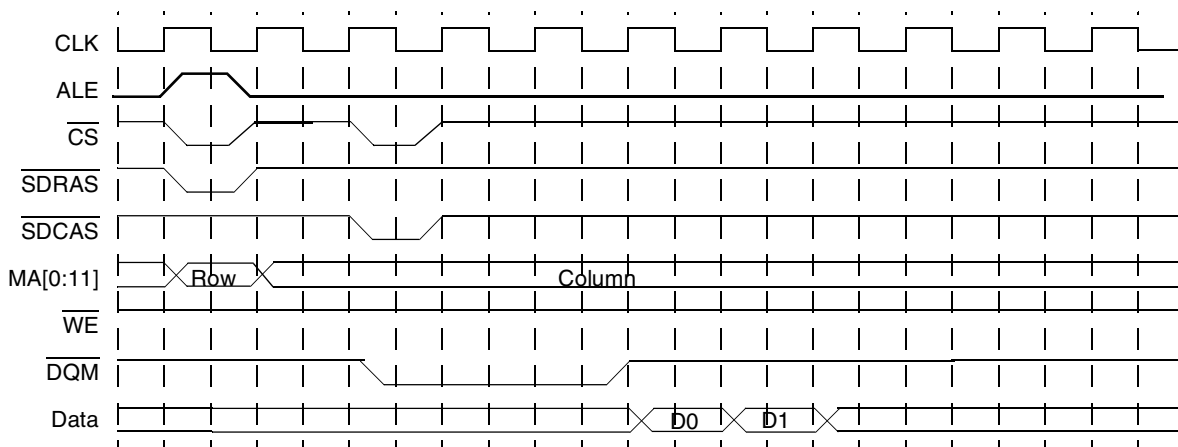 CLK
ALE
CS
SDRAS
SDCAS
MA[0:11] Row Column
WE
DQM
Data D0 D1